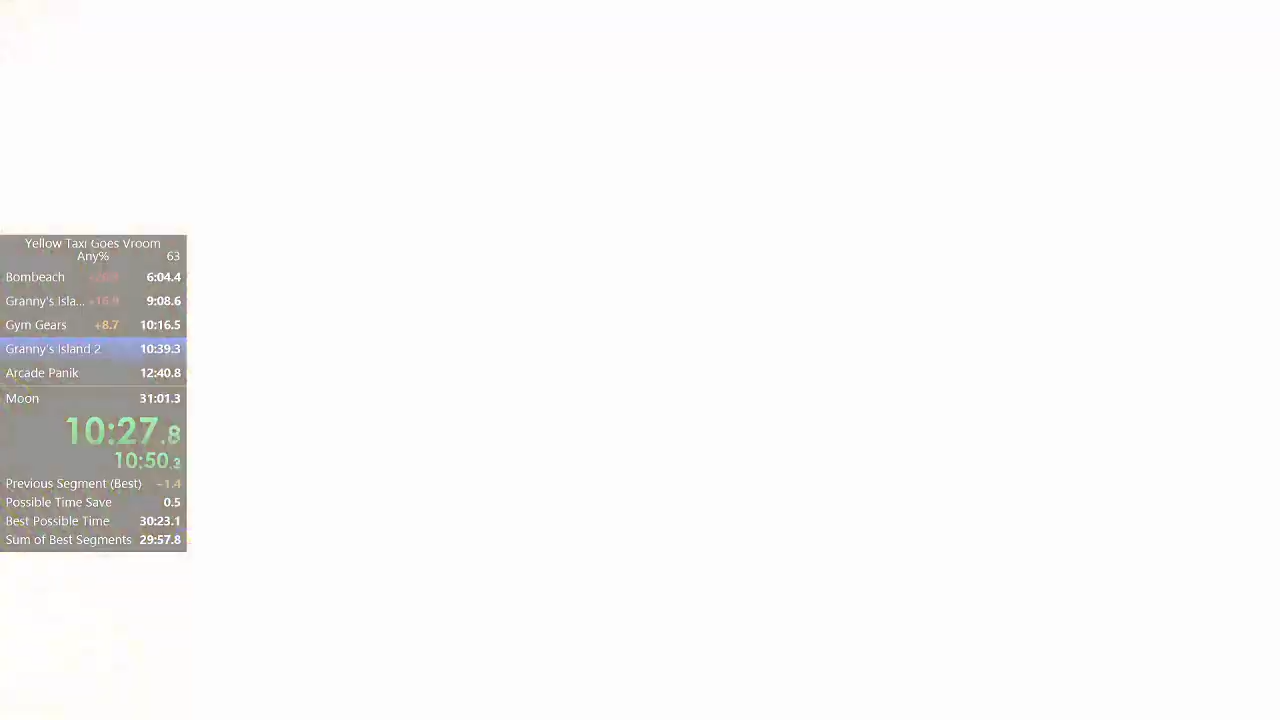 Yellow Taxi Goes Vroom
Any% 63
Bombeach 6:04.4
Granny's Isla... +16.9 9:08.6
Gym Gears +8.7 10:16.5
Granny's Island 2 10:39.3
Arcade Panik 12:40.8
Moon 31:01.3
10:27.8
10:50.2
Previous Segment (Best) −1.4
Possible Time Save 0.5
Best Possible Time 30:23.1
Sum of Best Segments 29:57.8